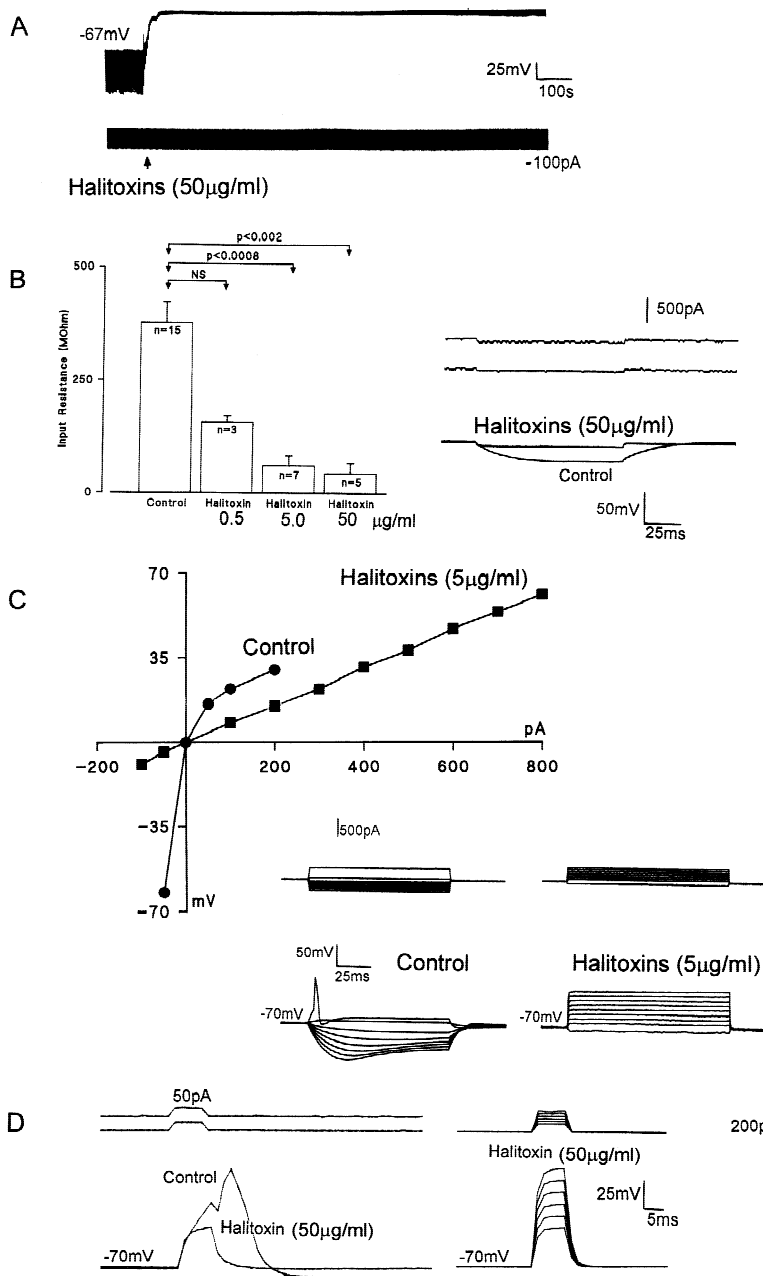 A
-67mV
25mV
100s
-100pA
Halitoxins (50µg/ml)
B
p<0.002
p<0.0008
NS
500
250
0
Input Resistance (MOhm)
n=15
n=3
n=7
n=5
Control
Halitoxin
Halitoxin
Halitoxin
0.5
5.0
50
µg/ml
500pA
Halitoxins (50µg/ml)
Control
50mV
25ms
C
70
35
-35
-70
mV
-200
200
400
600
800
pA
Halitoxins (5µg/ml)
Control
500pA
50mV
25ms
Control
Halitoxins (5µg/ml)
-70mV
-70mV
D
50pA
200p
Control
Halitoxin (50µg/ml)
-70mV
Halitoxin (50µg/ml)
25mV
5ms
-70mV